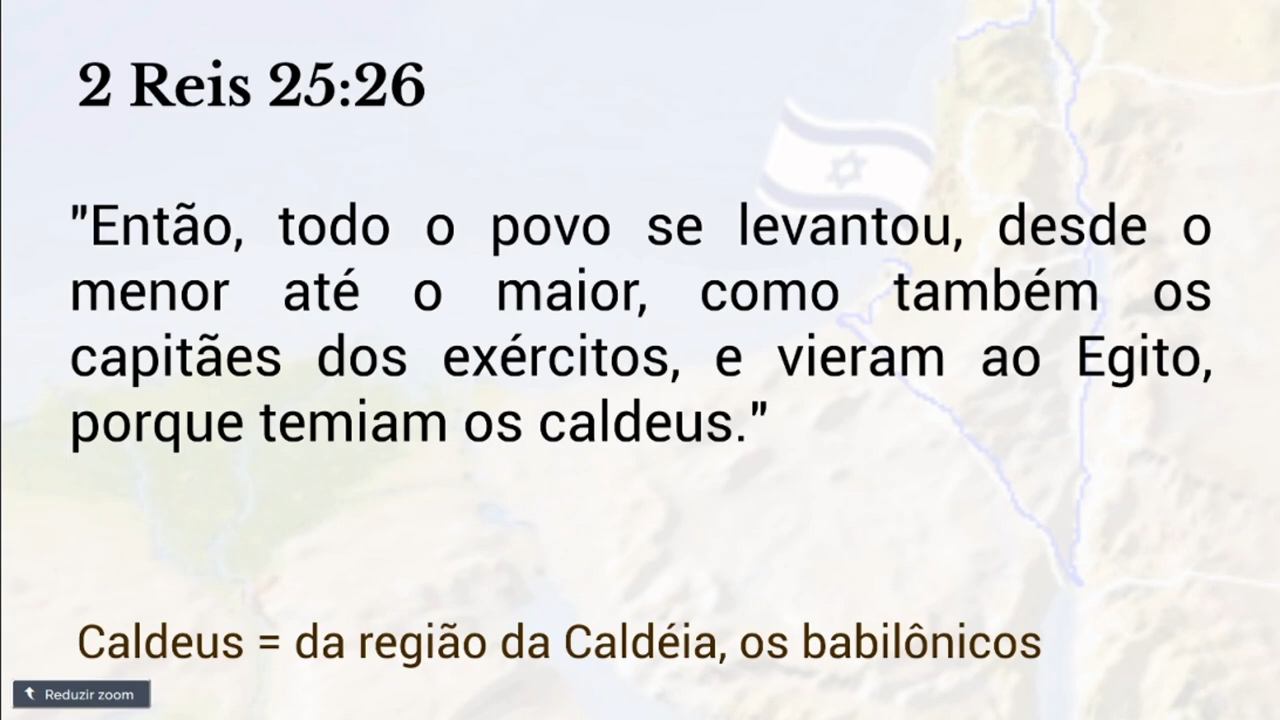 2 Reis 25:26
"Então, todo o povo se levantou, desde o
menor até o maior, como também os
capitães dos exércitos, e vieram ao Egito,
porque temiam os caldeus."
Caldeus = da região da Caldéia, os babilônicos
Reduzir zoom